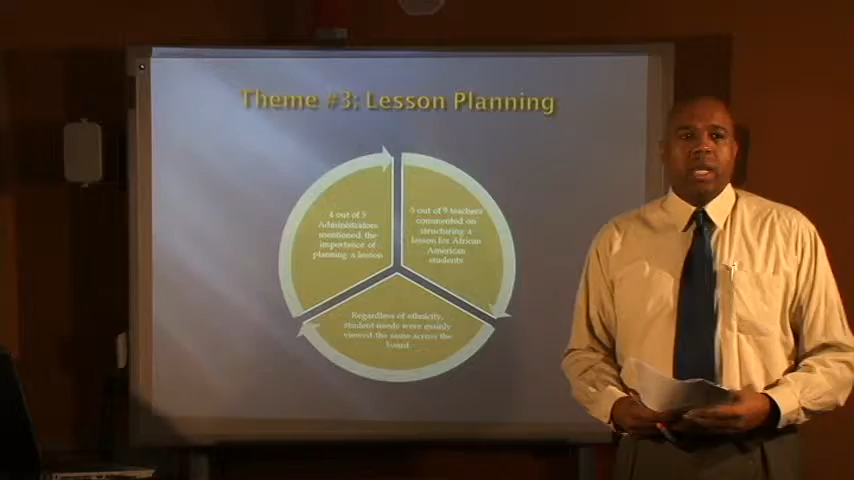 Theme #3: Lesson Planning
4 out of 5
Administrators
mentioned the
importance of
planning a lesson
out of 9 teachers
commented on
structuring a
lesson for African
American
students
Regardless of ethnicity,
student needs were mainly
viewed the same across the
board